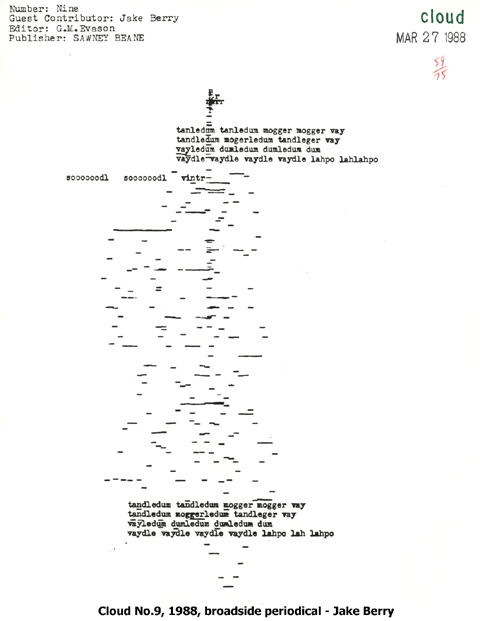 Number: Nine
Guest Contributor: Jake Berry
Editor: G.M.Evason
Publisher: SAWNEY BEANE
cloud
MAR 27 1988
59
75
tanledum tanledum mogger mogger vay
tandledum mogerledum tandleger vay
vayledum dumledum dumledum dum
vaydle vaydle vaydle vaydle lahpo lahlahpo
soooooodl soooooodl vintr
tandledum tandledum mogger mogger vay
tandledum moggerledum tandleger vay
vayledum dumledum dumledum dum
vaydle vaydle vaydle vaydle lahpo lah lahpo
Cloud No.9, 1988, broadside periodical - Jake Berry